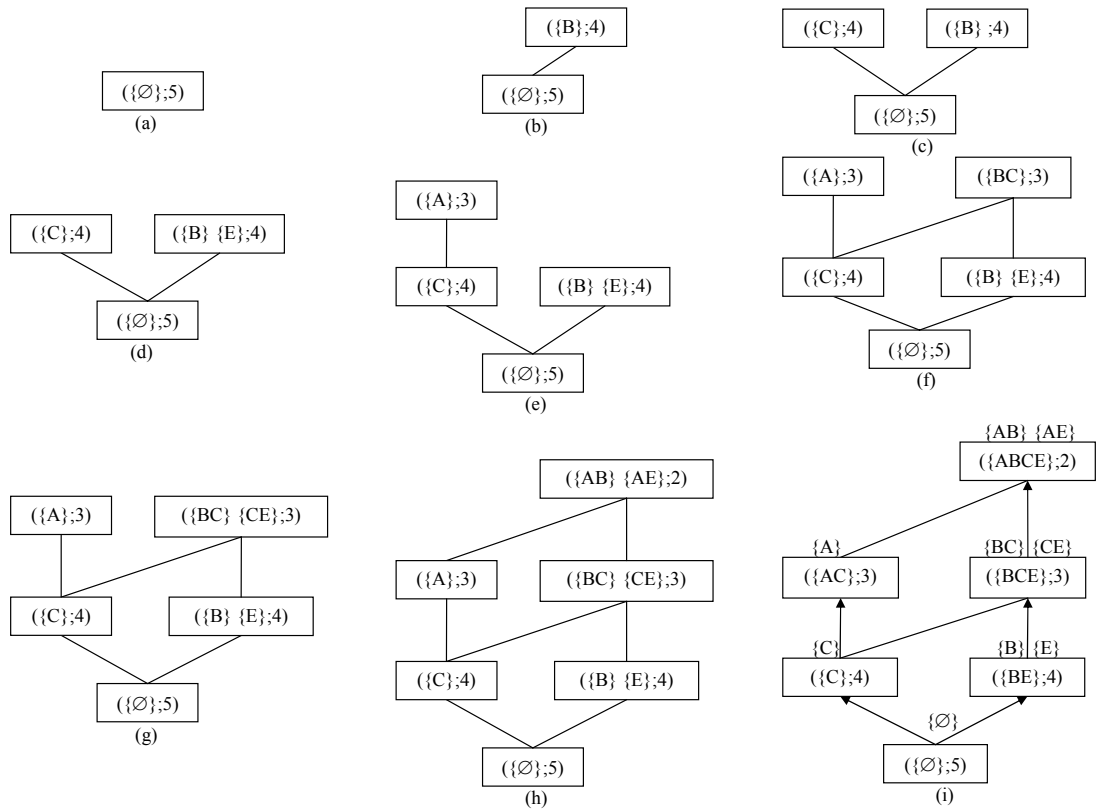 ({∅};5)
(a)
({B};4)
({∅};5)
(b)
({C};4)
({B} ;4)
({∅};5)
(c)
({C};4)
({B} {E};4)
({∅};5)
(d)
({A};3)
({C};4)
({B} {E};4)
({∅};5)
(e)
({A};3)
({BC};3)
({C};4)
({B} {E};4)
({∅};5)
(f)
({A};3)
({BC} {CE};3)
({C};4)
({B} {E};4)
({∅};5)
(g)
({AB} {AE};2)
({A};3)
({BC} {CE};3)
({C};4)
({B} {E};4)
({∅};5)
(h)
{AB} {AE}
({ABCE};2)
{A}
({AC};3)
{BC} {CE}
({BCE};3)
{C}
({C};4)
{B} {E}
({BE};4)
{∅}
({∅};5)
(i)